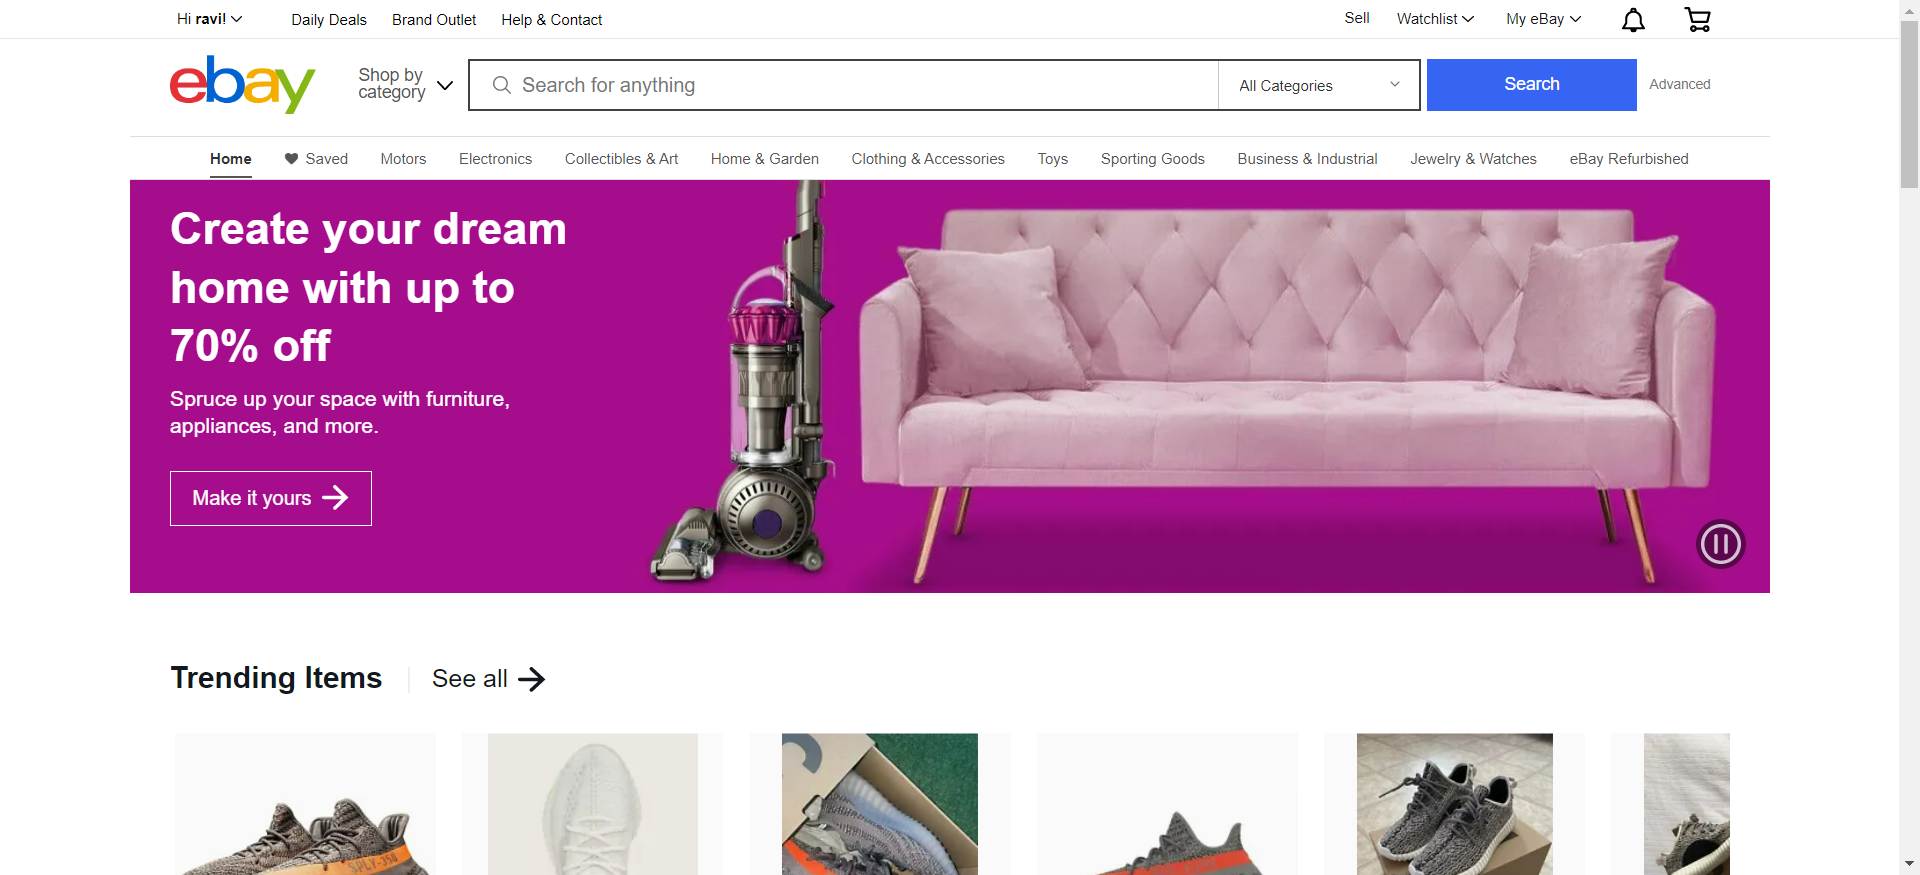 Hi ravi!
Daily Deals
Brand Outlet
Help & Contact
Sell
Watchlist
My eBay
ebay
Shop by
category
Search for anything
All Categories
Search
Advanced
Home
Saved
Motors
Electronics
Collectibles & Art
Home & Garden
Clothing & Accessories
Toys
Sporting Goods
Business & Industrial
Jewelry & Watches
eBay Refurbished
Create your dream
home with up to
70% off
Spruce up your space with furniture,
appliances, and more.
Make it yours
Trending Items
See all
SPLY-350